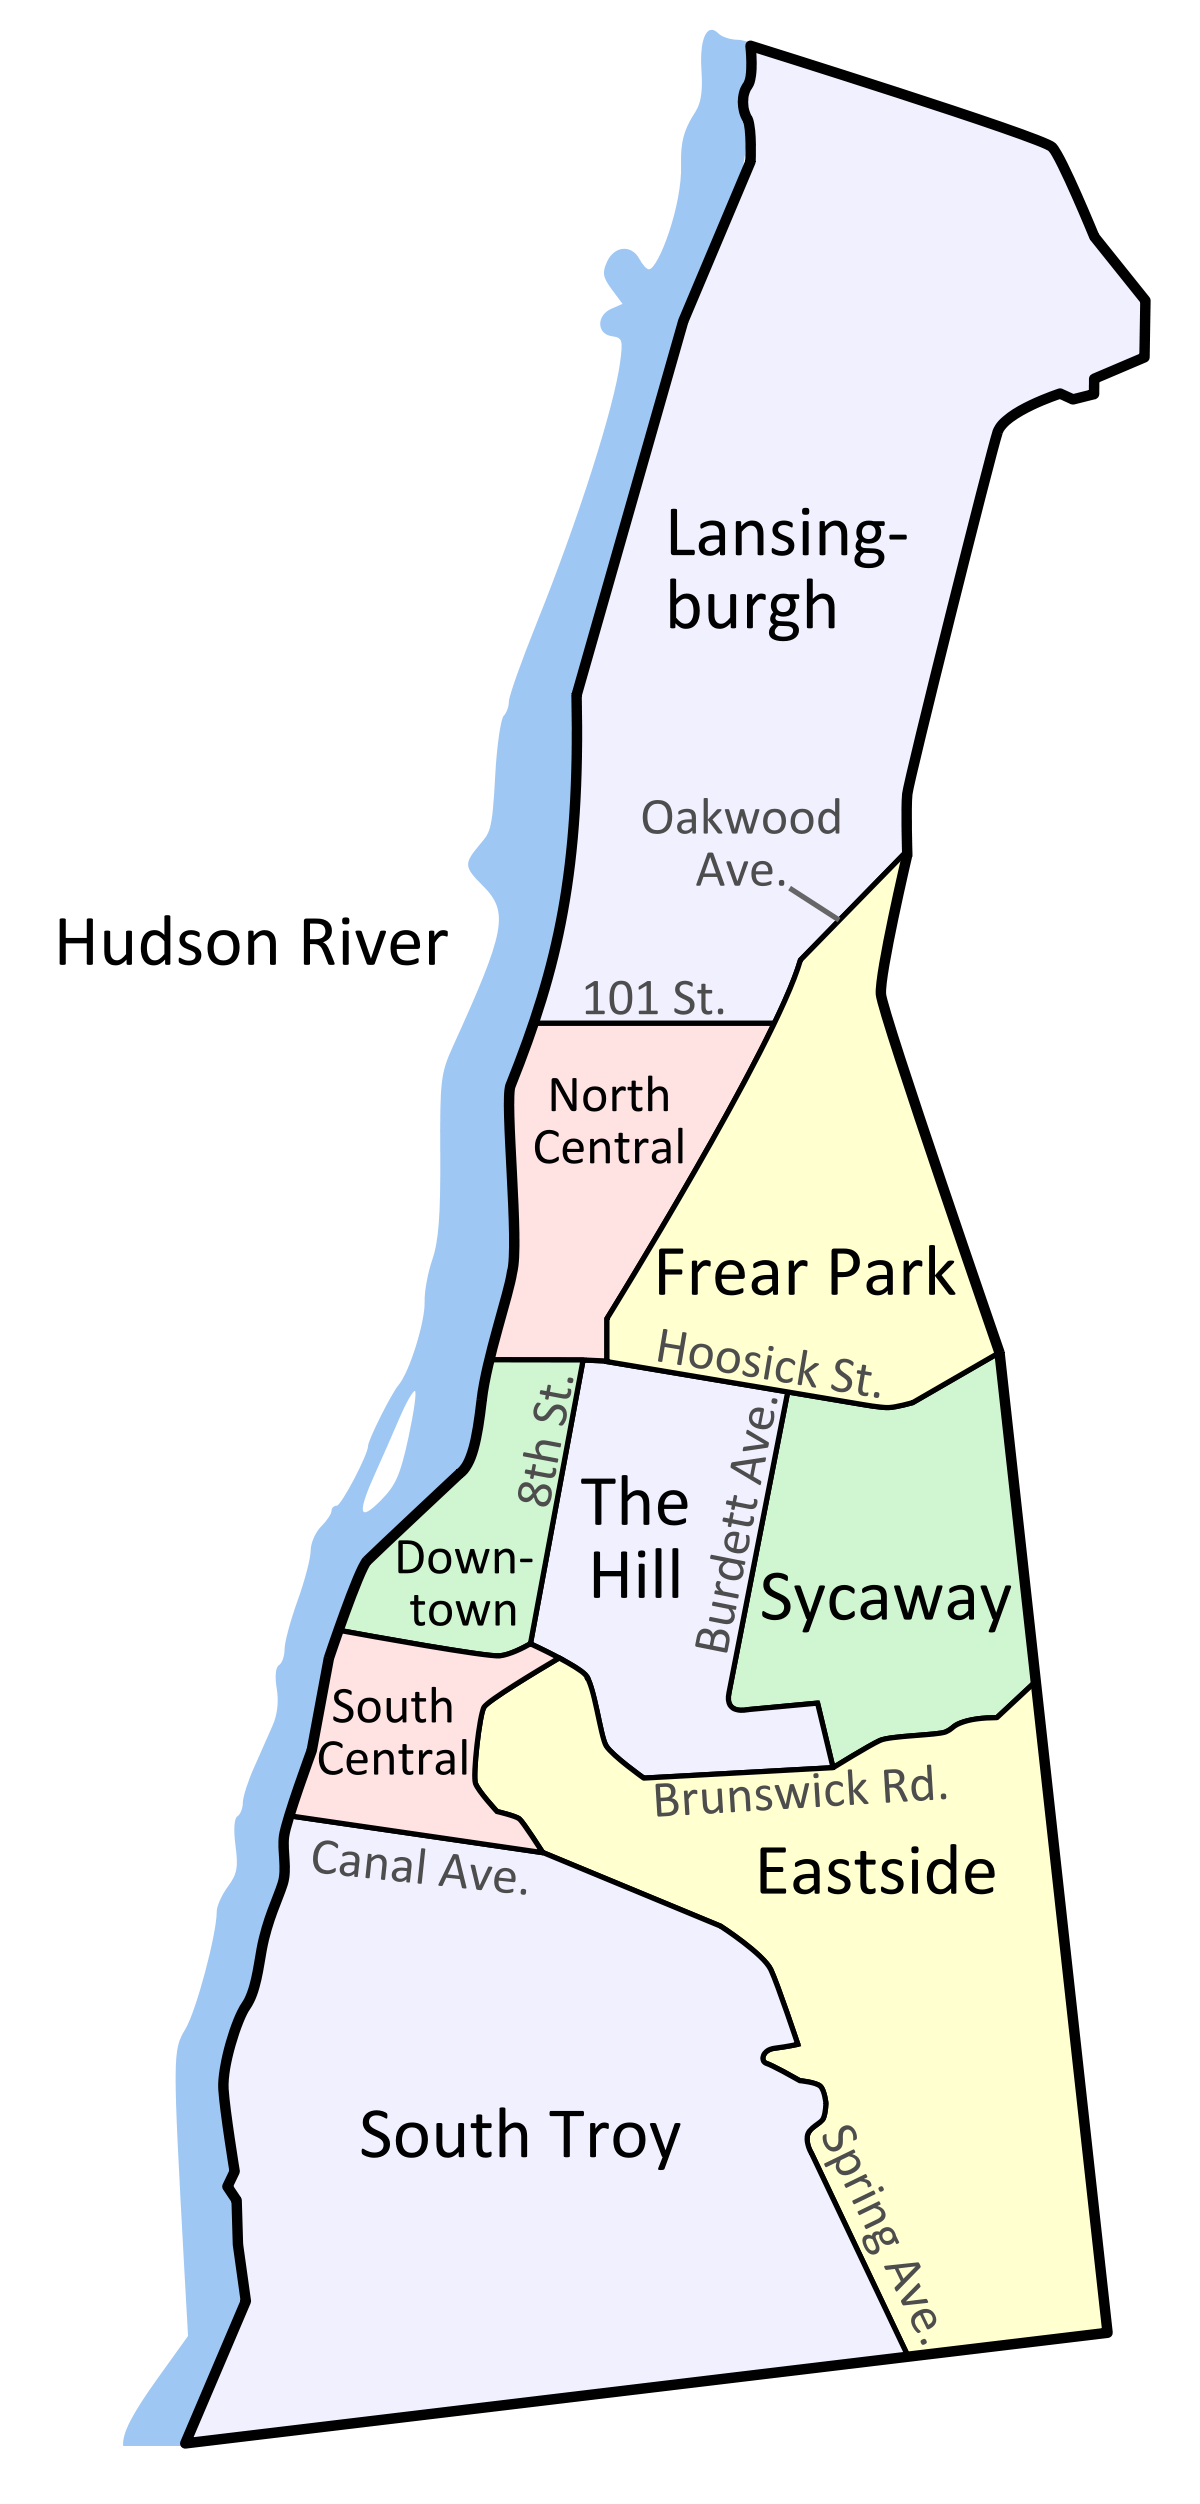 Lansing-
burgh
Oakwood
Ave.
Hudson River
101 St.
North
Central
Frear Park
Hoosick St.
8th St.
Burdett Ave.
The
Hill
Down-
town
Sycaway
South
Central
Brunswick Rd.
Canal Ave.
Eastside
South Troy
Spring Ave.